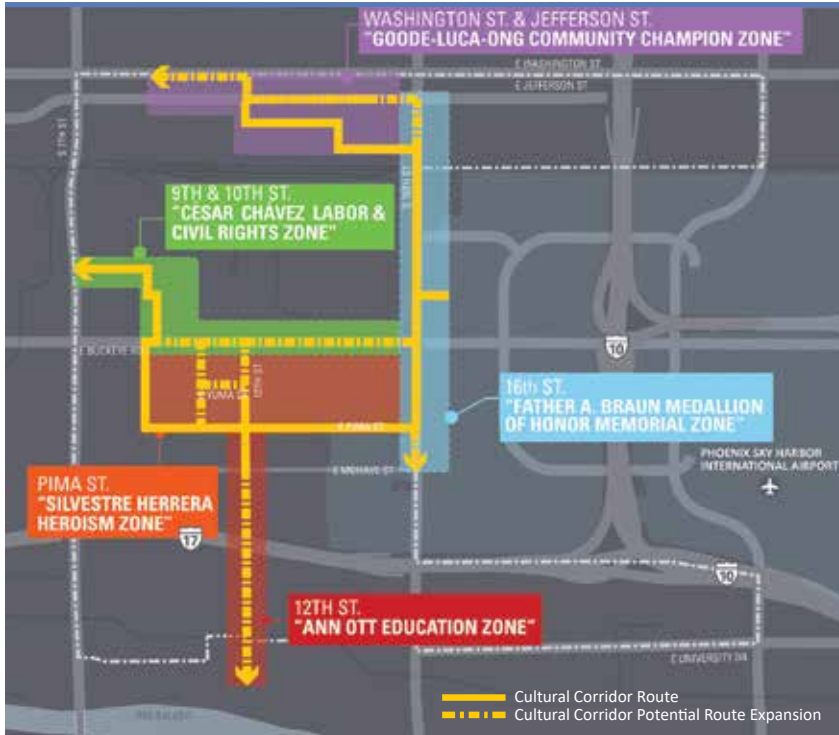 WASHINGTON ST. & JEFFERSON ST.
"GOODE-LUCA-ONG COMMUNITY CHAMPION ZONE"
E WASHINGTON ST.
E JEFFERSON ST
S 7TH ST.
S 16TH ST.
9TH & 10TH ST.
"CÉSAR CHÁVEZ LABOR &
CIVIL RIGHTS ZONE"
E BUCKEYE RD.
10
YUMA ST
12TH ST.
16th ST.
"FATHER A. BRAUN MEDALLION
OF HONOR MEMORIAL ZONE"
E PIMA ST.
E MOHAVE ST
PHOENIX SKY HARBOR
INTERNATIONAL AIRPORT
PIMA ST.
"SILVESTRE HERRERA
HEROISM ZONE"
17
10
12TH ST.
"ANN OTT EDUCATION ZONE"
E UNIVERSITY DR.
Cultural Corridor Route
Cultural Corridor Potential Route Expansion